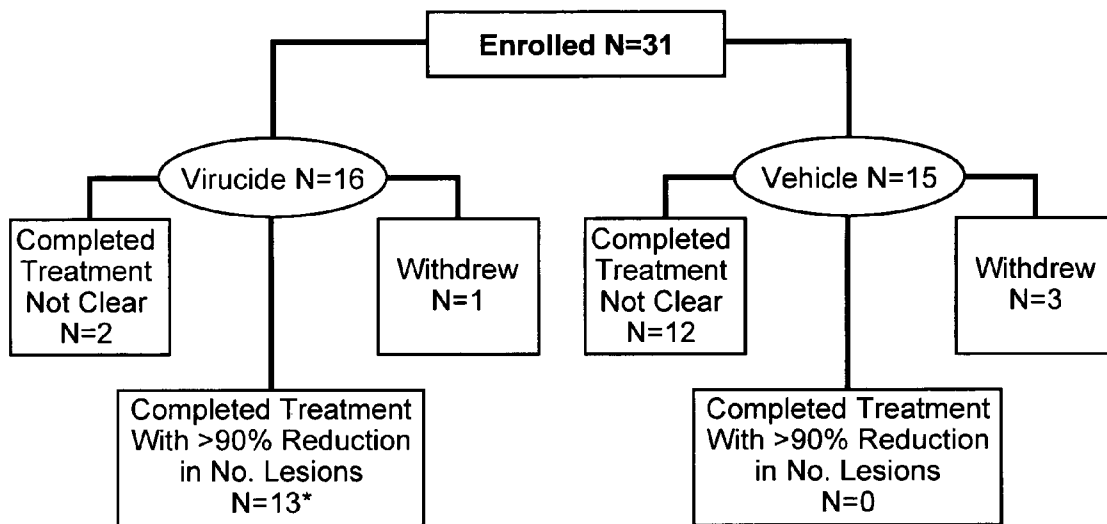 Enrolled N=31
Virucide N=16
Vehicle N=15
Completed
Treatment
Not Clear
N=2
Withdrew
N=1
Completed
Treatment
Not Clear
N=12
Withdrew
N=3
Completed Treatment
With >90% Reduction
in No. Lesions
N=13*
Completed Treatment
With >90% Reduction
in No. Lesions
N=0